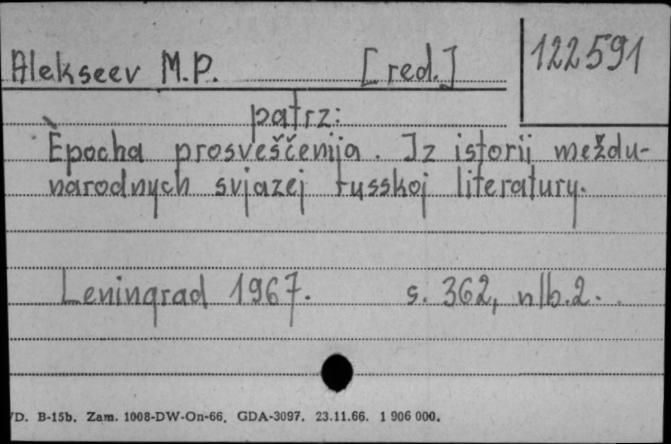 122591
Alekseev M.P. [red.]
patrz:
Èpocha prosveščenija. Iz istorii meždu-
narodnych svjazej russkoj literatury.
Leningrad 1967. s. 362, nlb. 2.
D. B-15b. Zam. 1008-DW-On-66. GDA-3097. 23.11.66. 1 906 000.